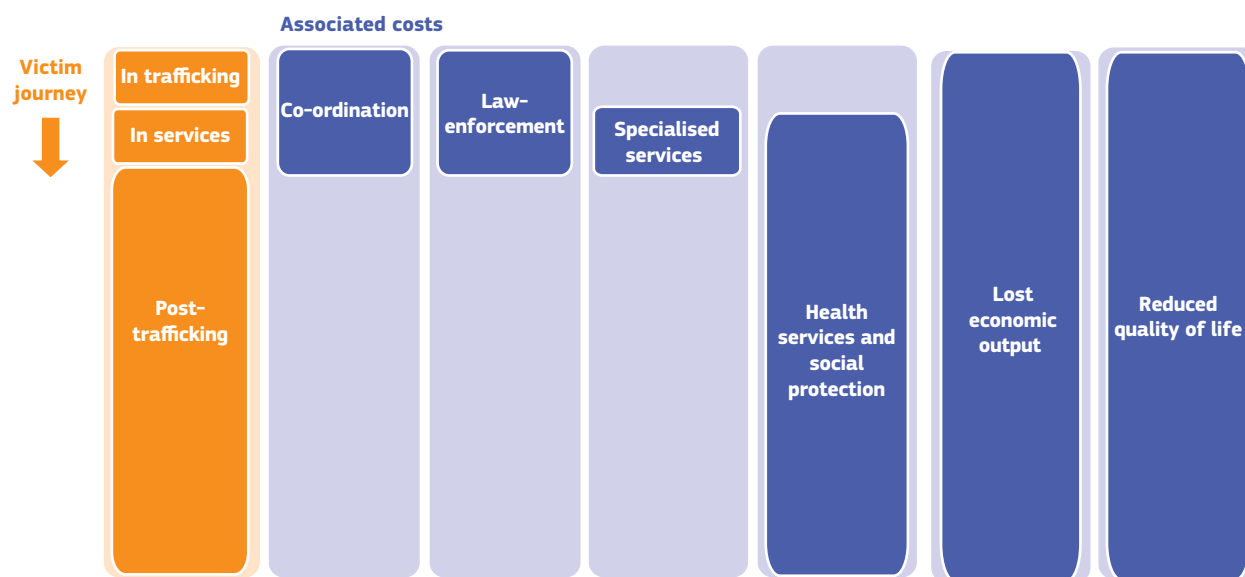 Associated costs
Victim
journey
In trafficking
In services
Post-
trafficking
Co-ordination
Law-
enforcement
Specialised
services
Health
services and
social
protection
Lost
economic
output
Reduced
quality of life